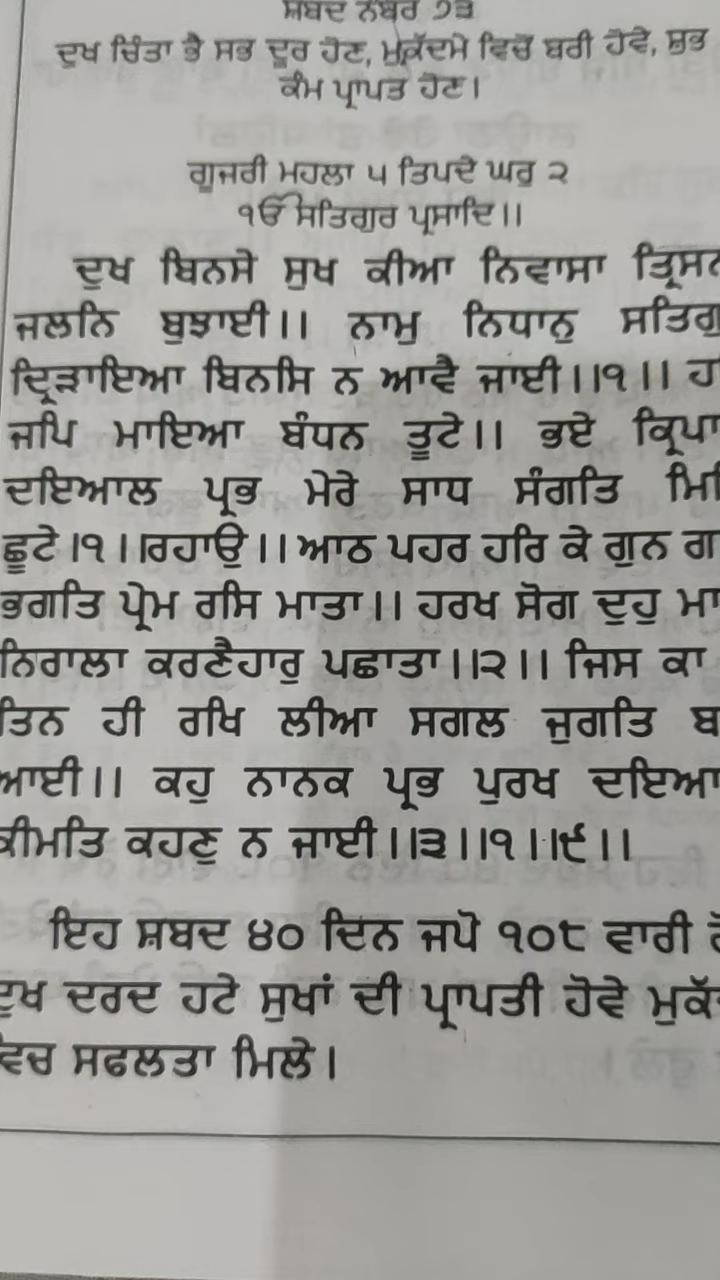 ਸ਼ਬਦ ਨੰਬਰ ੭੩
ਦੁਖ ਚਿੰਤਾ ਭੈ ਸਭ ਦੂਰ ਹੋਣ, ਮੁਕੱਦਮੇ ਵਿਚੋਂ ਬਰੀ ਹੋਵੇ, ਸ਼ੁਭ
ਕੰਮ ਪ੍ਰਾਪਤ ਹੋਣ।
ਗੂਜਰੀ ਮਹਲਾ ੫ ਤਿਪਦੇ ਘਰੁ ੨
ੴ ਸਤਿਗੁਰ ਪ੍ਰਸਾਦਿ।।
ਦੁਖ ਬਿਨਸੇ ਸੁਖ ਕੀਆ ਨਿਵਾਸਾ
ਜਲਨਿ ਬੁਝਾਈ।। ਨਾਮੁ ਨਿਧਾਨੁ
ਦ੍ਰਿੜਾਇਆ ਬਿਨਸਿ ਨ ਆਵੈ ਜਾਈ।।੧।।
ਜਪਿ ਮਾਇਆ ਬੰਧਨ ਤੂਟੇ।। ਭਏ
ਦਇਆਲ ਪ੍ਰਭ ਮੇਰੇ ਸਾਧ ਸੰਗਤਿ
ਛੂਟੇ।੧।।ਰਹਾਉ।। ਆਠ ਪਹਰ ਹਰਿ ਕੇ ਗੁਨ
ਭਗਤਿ ਪ੍ਰੇਮ ਰਸਿ ਮਾਤਾ।। ਹਰਖ ਸੋਗ ਦੁਹੁ
ਨਿਰਾਲਾ ਕਰਣੈਹਾਰੁ ਪਛਾਤਾ।।੨।। ਜਿਸ ਕਾ
ਤਿਨ ਹੀ ਰਖਿ ਲੀਆ ਸਗਲ ਜੁਗਤਿ
ਆਈ।। ਕਹੁ ਨਾਨਕ ਪ੍ਰਭ ਪੁਰਖ
ਕੀਮਤਿ ਕਹਣੁ ਨ ਜਾਈ।।੩।।੧।।੯।।
ਇਹ ਸ਼ਬਦ ੪੦ ਦਿਨ ਜਪੋ ੧੦੮ ਵਾਰੀ
ਦੁਖ ਦਰਦ ਹਟੇ ਸੁਖਾਂ ਦੀ ਪ੍ਰਾਪਤੀ ਹੋਵੇ
ਵਿਚ ਸਫਲਤਾ ਮਿਲੇ।